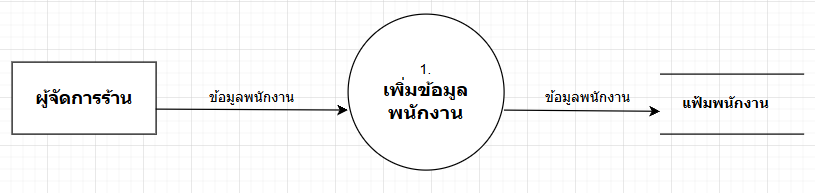 ผู้จัดการร้าน
ข้อมูลพนักงาน
1.
เพิ่มข้อมูล
พนักงาน
ข้อมูลพนักงาน
แฟ้มพนักงาน